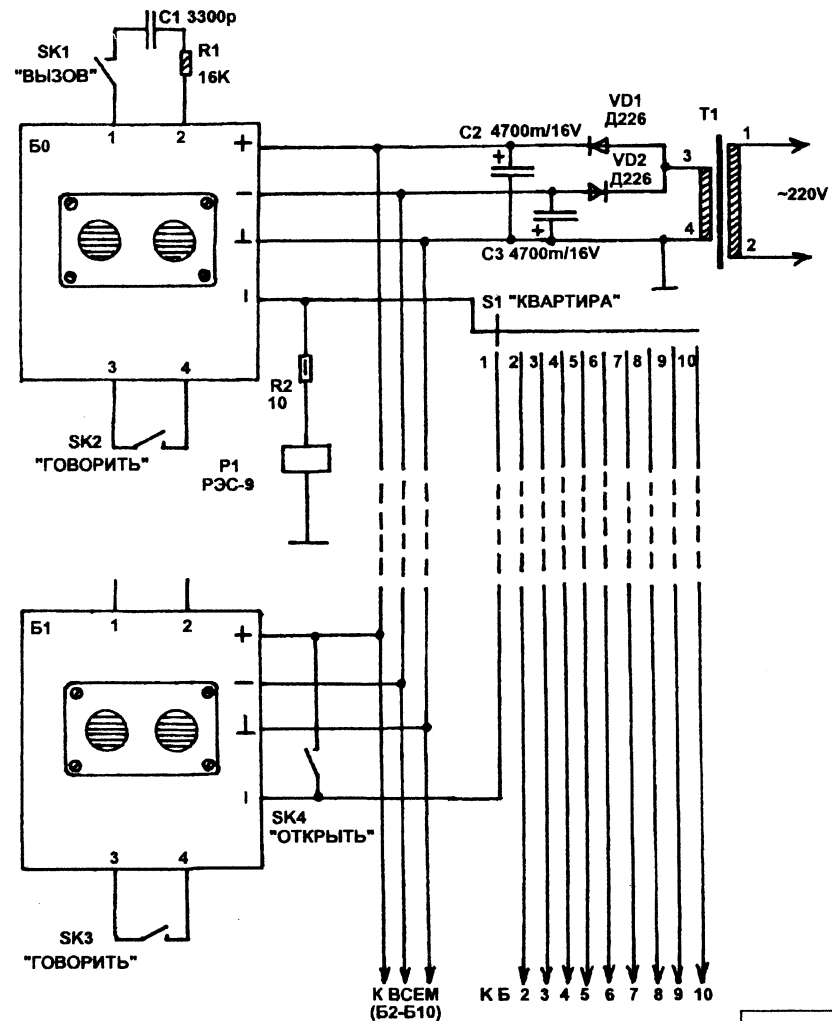 C1 3300p
SK1
"ВЫЗОВ"
R1
16K
1 2
Б0
+
−
⊥
I
3 4
SK2
"ГОВОРИТЬ"
C2 4700m/16V
VD1
Д226
VD2
Д226
T1
3
4
1
2
~220V
+
+
C3 4700m/16V
S1 "КВАРТИРА"
1 2 3 4 5 6 7 8 9 10
R2
10
P1
РЭС-9
1 2
Б1
+
−
⊥
I
3 4
SK4
"ОТКРЫТЬ"
SK3
"ГОВОРИТЬ"
К ВСЕМ
(Б2-Б10)
К Б 2 3 4 5 6 7 8 9 10